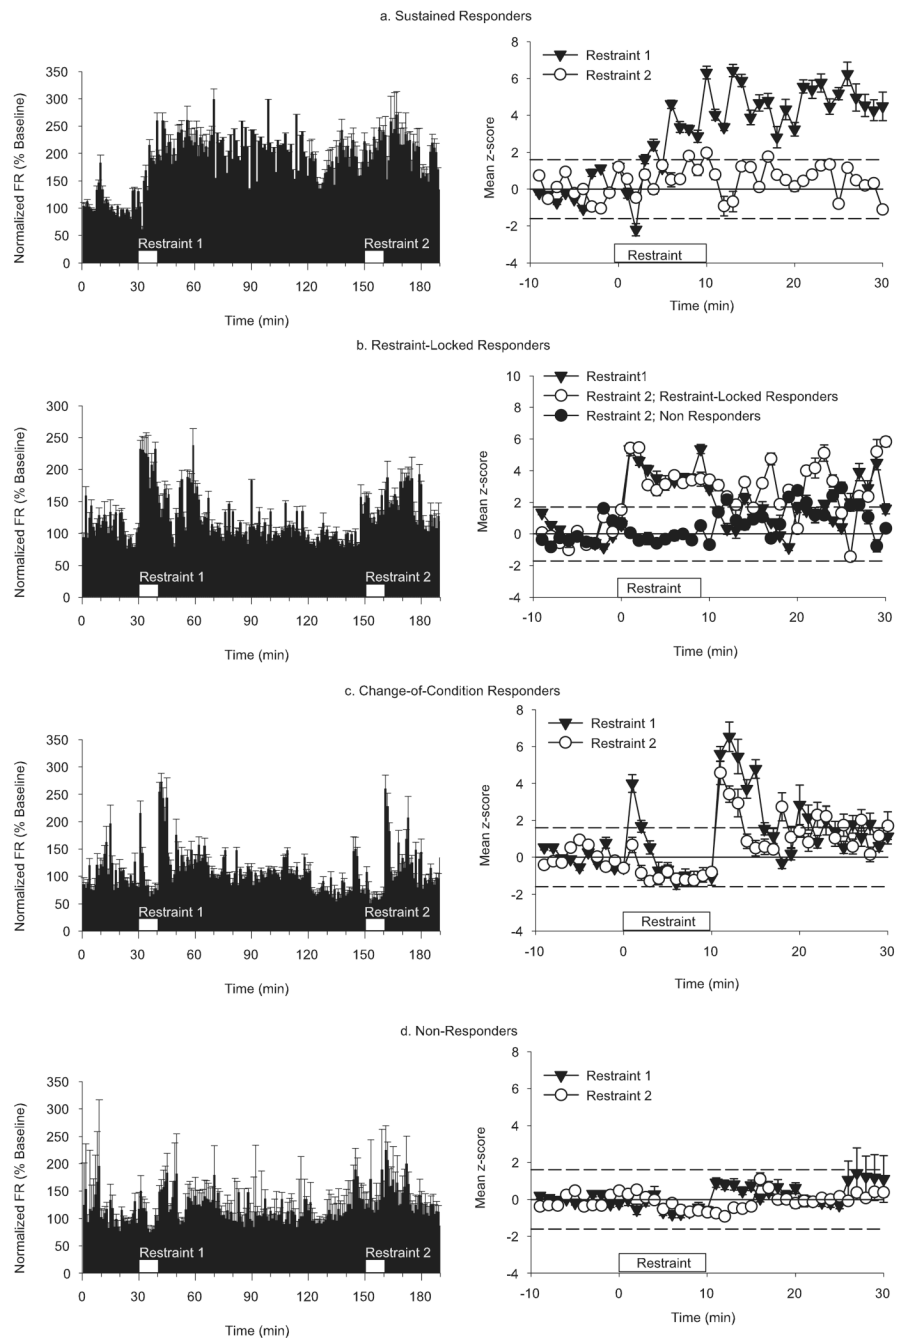 a. Sustained Responders
Normalized FR (% Baseline)
350
300
250
200
150
100
50
0
Restraint 1
Restraint 2
0 30 60 90 120 150 180
Time (min)
Mean z-score
8
6
4
2
0
-2
-4
Restraint 1
Restraint 2
Restraint
-10 0 10 20 30
Time (min)
b. Restraint-Locked Responders
Normalized FR (% Baseline)
300
250
200
150
100
50
0
Restraint 1
Restraint 2
0 30 60 90 120 150 180
Time (min)
Mean z-score
10
8
6
4
2
0
-2
-4
Restraint1
Restraint 2; Restraint-Locked Responders
Restraint 2; Non Responders
Restraint
-10 0 10 20 30
Time (min)
c. Change-of-Condition Responders
Normalized FR (% Baseline)
350
300
250
200
150
100
50
0
Restraint 1
Restraint 2
0 30 60 90 120 150 180
Time (min)
Mean z-score
8
6
4
2
0
-2
-4
Restraint 1
Restraint 2
Restraint
-10 0 10 20 30
Time (min)
d. Non-Responders
Normalized FR (% Baseline)
350
300
250
200
150
100
50
0
Restraint 1
Restraint 2
0 30 60 90 120 150 180
Time (min)
Mean z-score
8
6
4
2
0
-2
-4
Restraint 1
Restraint 2
Restraint
-10 0 10 20 30
Time (min)